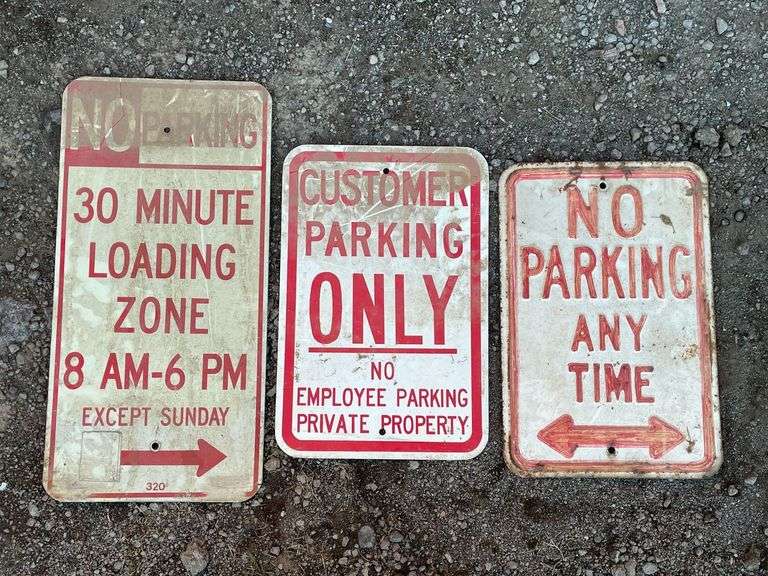 NO PARKING
30 MINUTE
LOADING
ZONE
8 AM-6 PM
EXCEPT SUNDAY
320
CUSTOMER
PARKING
ONLY
NO
EMPLOYEE PARKING
PRIVATE PROPERTY
NO
PARKING
ANY
TIME